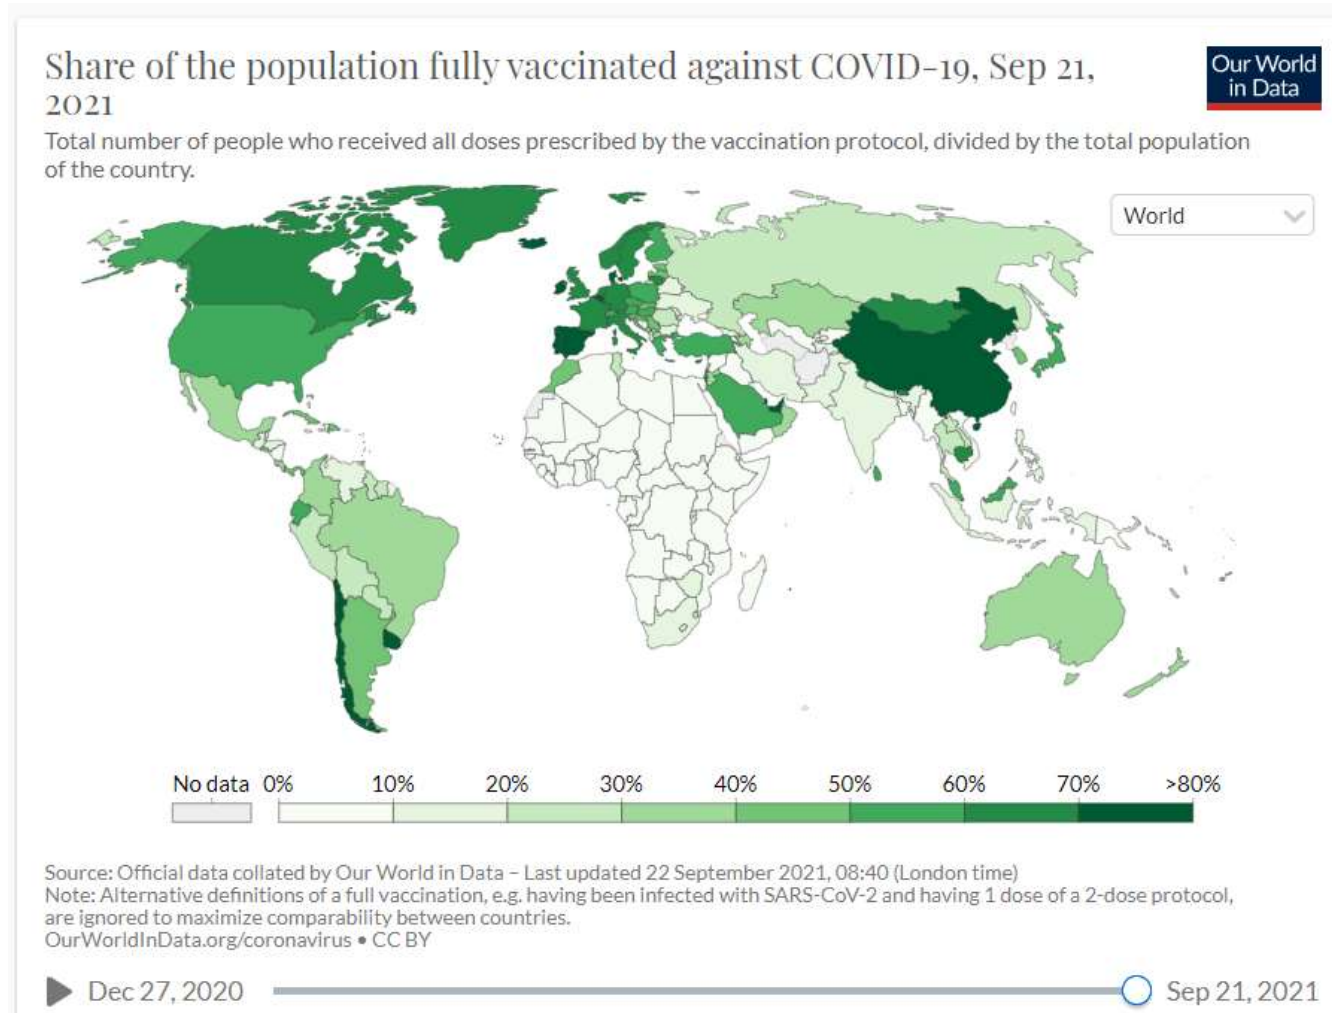 Share of the population fully vaccinated against COVID-19, Sep 21,
2021
Our World
in Data
Total number of people who received all doses prescribed by the vaccination protocol, divided by the total population
of the country.
World
No data 0% 10% 20% 30% 40% 50% 60% 70% >80%
Source: Official data collated by Our World in Data – Last updated 22 September 2021, 08:40 (London time)
Note: Alternative definitions of a full vaccination, e.g. having been infected with SARS-CoV-2 and having 1 dose of a 2-dose protocol,
are ignored to maximize comparability between countries.
OurWorldInData.org/coronavirus • CC BY
Dec 27, 2020 Sep 21, 2021